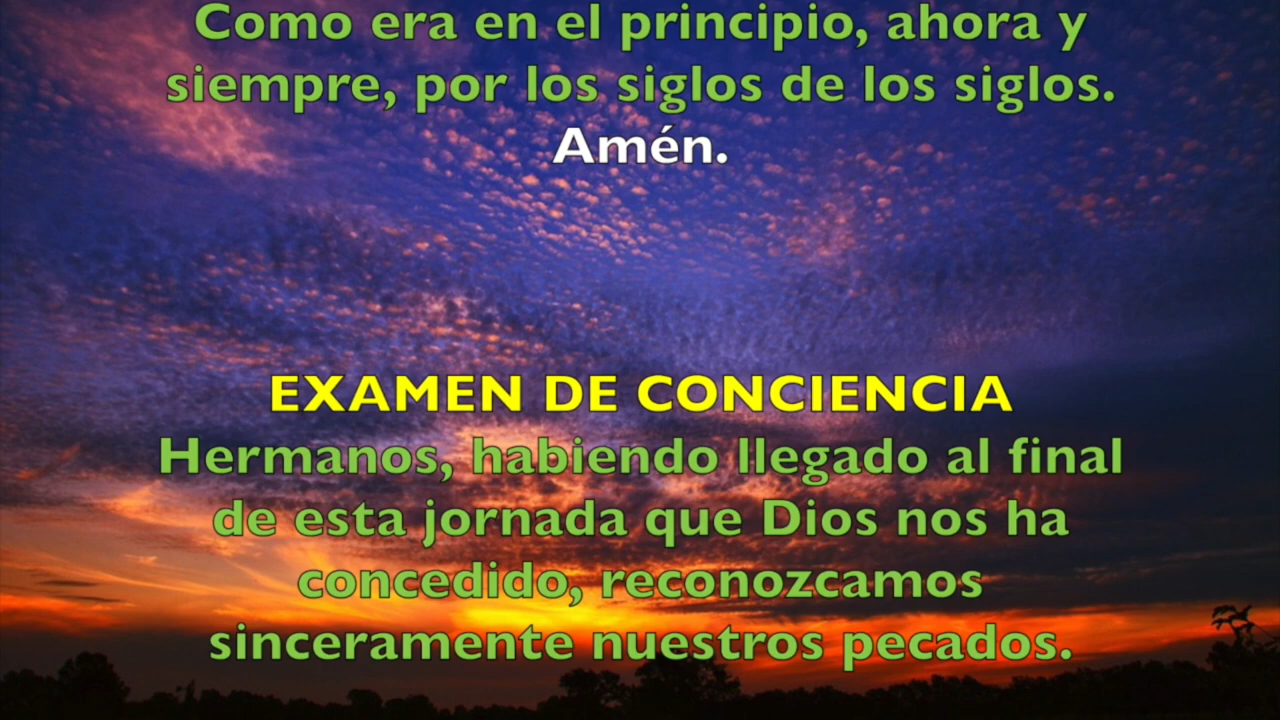 Como era en el principio, ahora y
siempre, por los siglos de los siglos.
Amén.
EXAMEN DE CONCIENCIA
Hermanos, habiendo llegado al final
de esta jornada que Dios nos ha
concedido, reconozcamos
sinceramente nuestros pecados.